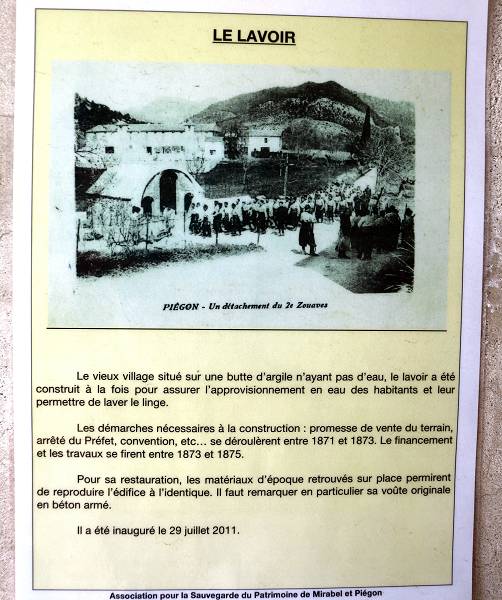 LE LAVOIR
PIÉGON - Un détachement du 2e Zouaves
Le vieux village situé sur une butte d'argile n'ayant pas d'eau, le lavoir a été
construit à la fois pour assurer l'approvisionnement en eau des habitants et leur
permettre de laver le linge.
Les démarches nécessaires à la construction : promesse de vente du terrain,
arrêté du Préfet, convention, etc... se déroulèrent entre 1871 et 1873. Le financement
et les travaux se firent entre 1873 et 1875.
Pour sa restauration, les matériaux d'époque retrouvés sur place permirent
de reproduire l'édifice à l'identique. Il faut remarquer en particulier sa voûte originale
en béton armé.
Il a été inauguré le 29 juillet 2011.
Association pour la Sauvegarde du Patrimoine de Mirabel et Piégon